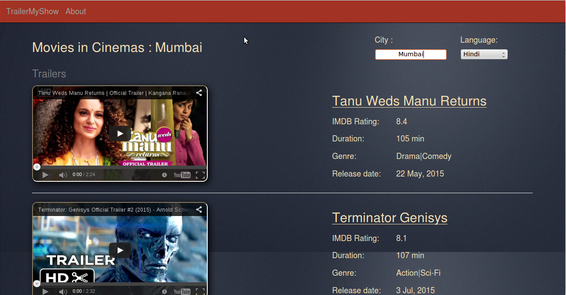 TrailerMyShow About
City : Language:
Movies in Cinemas : Mumbai
Mumbai Hindi
Trailers
Tanu Weds Manu Returns | Official Trailer | Kangana Rana...
Tanu Weds Manu Returns
IMDB Rating: 8.4
Duration: 105 min
Genre: Drama|Comedy
Release date: 22 May, 2015
tanu
weds
manu
returns
OFFICIAL TRAILER
0:00 / 2:24
YouTube
Terminator: Genisys Official Trailer #2 (2015) - Arnold Sch
Terminator Genisys
IMDB Rating: 8.1
Duration: 107 min
Genre: Action|Sci-Fi
Release date: 3 Jul, 2015
TRAILER
HD
0:00 / 2:32
YouTube